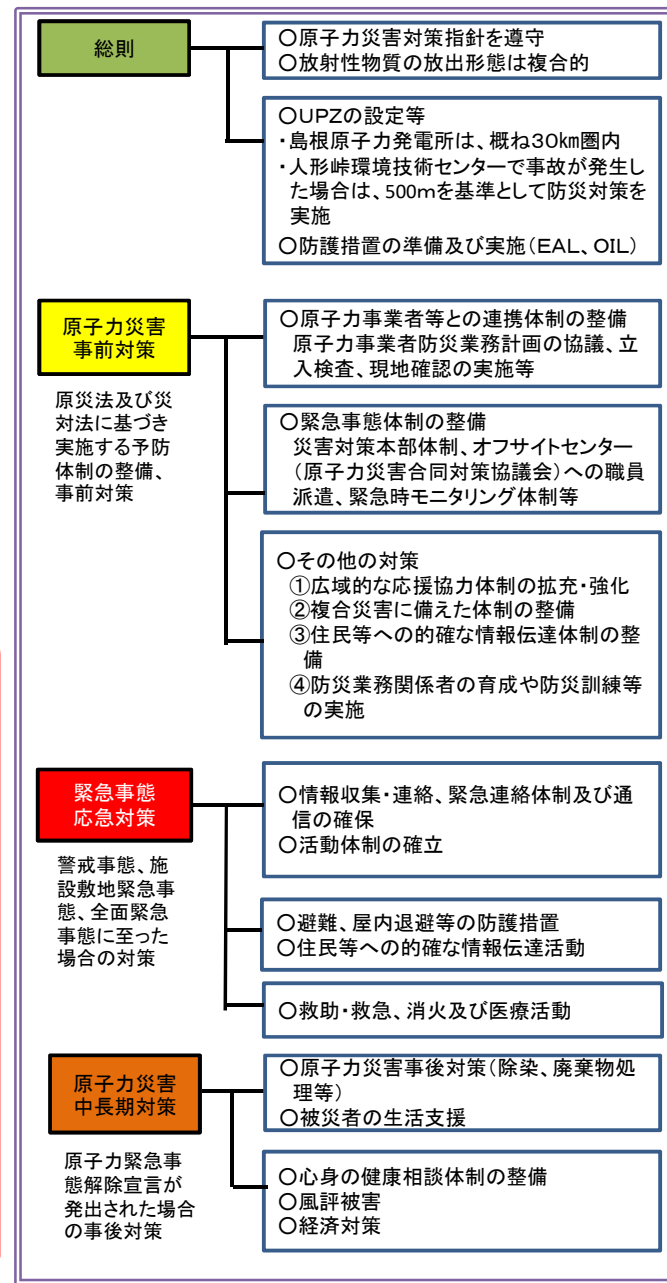 総則
〇原子力災害対策指針を遵守
〇放射性物質の放出形態は複合的
〇UPZの設定等
・島根原子力発電所は、概ね30km圏内
・人形峠環境技術センターで事故が発生し
た場合は、500mを基準として防災対策を
実施
〇防護措置の準備及び実施(EAL、OIL)
原子力災害
事前対策
原災法及び災
対法に基づき
実施する予防
体制の整備、
事前対策
〇原子力事業者等との連携体制の整備
原子力事業者防災業務計画の協議、立
入検査、現地確認の実施等
〇緊急事態体制の整備
災害対策本部体制、オフサイトセンター
(原子力災害合同対策協議会)への職員
派遣、緊急時モニタリング体制等
〇その他の対策
①広域的な応援協力体制の拡充・強化
②複合災害に備えた体制の整備
③住民等への的確な情報伝達体制の整
備
④防災業務関係者の育成や防災訓練等
の実施
緊急事態
応急対策
警戒事態、施
設敷地緊急事
態、全面緊急
事態に至った
場合の対策
〇情報収集・連絡、緊急連絡体制及び通
信の確保
〇活動体制の確立
〇避難、屋内退避等の防護措置
〇住民等への的確な情報伝達活動
〇救助・救急、消火及び医療活動
原子力災害
中長期対策
原子力緊急事
態解除宣言が
発出された場合
の事後対策
〇原子力災害事後対策(除染、廃棄物処
理等)
〇被災者の生活支援
〇心身の健康相談体制の整備
〇風評被害
〇経済対策